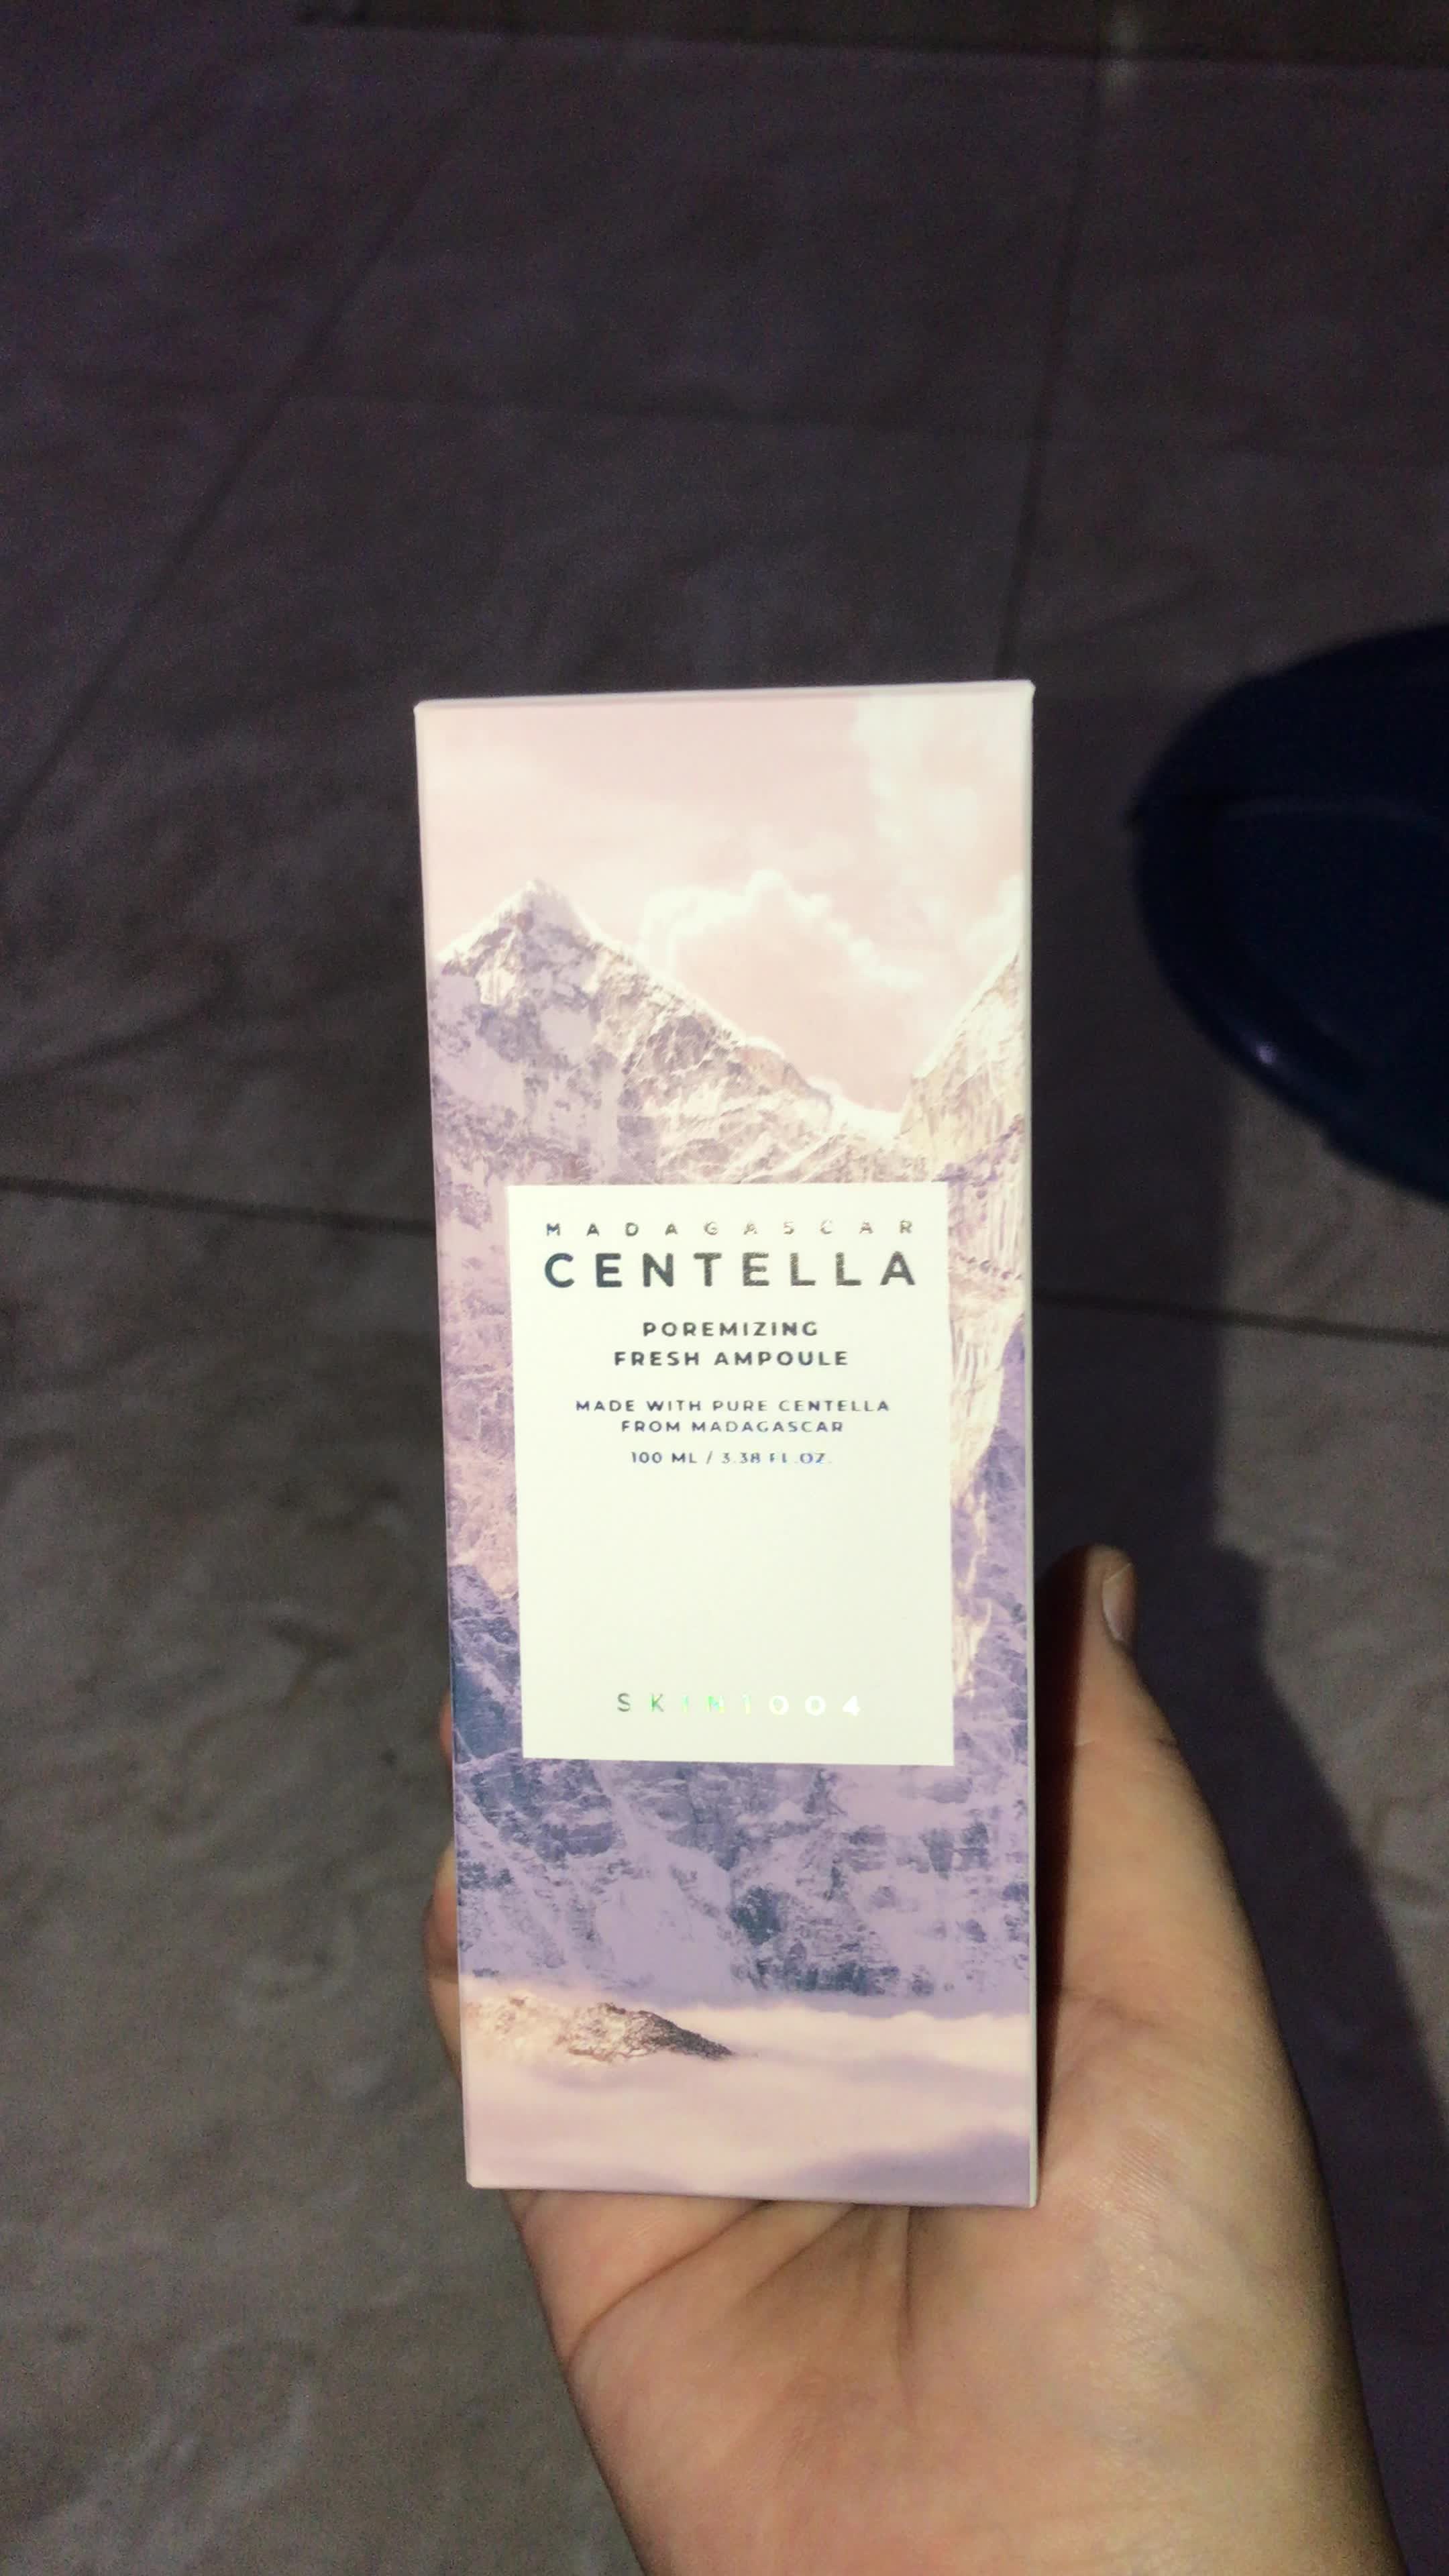 MADAGASCAR
CENTELLA
POREMIZING
FRESH AMPOULE
MADE WITH PURE CENTELLA
FROM MADAGASCAR
100 ML / 3.38 FL.OZ.
SKIN1004